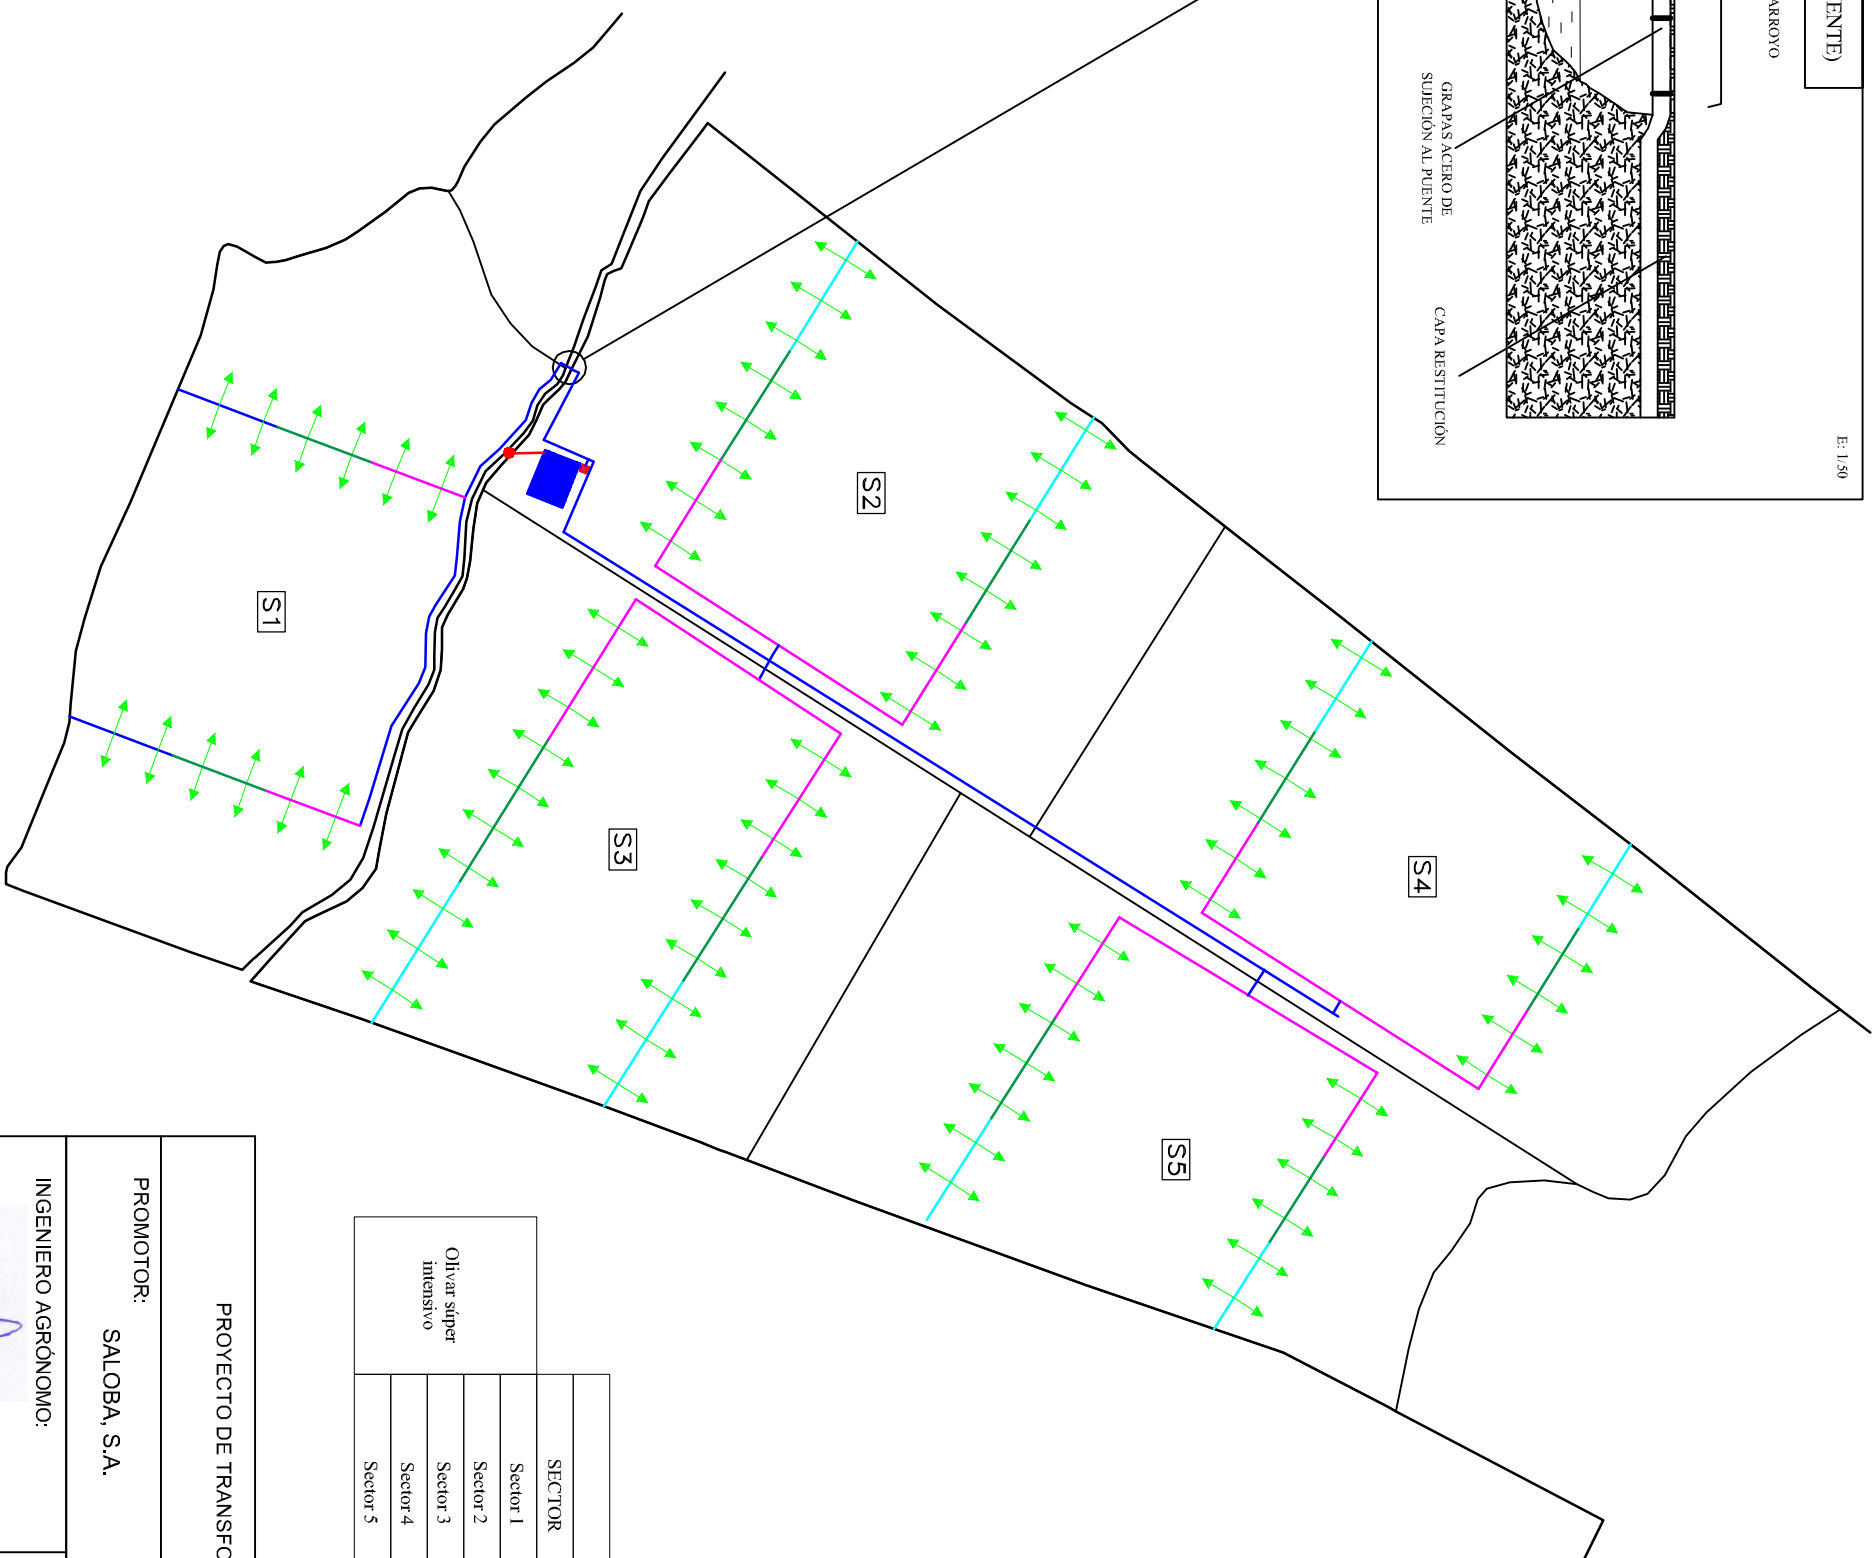 ENTE)
ARROYO
GRAPAS ACERO DE
SUJECIÓN AL PUENTE
CAPA RESTITUCIÓN
E: 1/50
S2
S4
S1
S3
S5
Olivar súper
intensivo
SECTOR
Sector 1
Sector 2
Sector 3
Sector 4
Sector 5
PROYECTO DE TRANSFO
PROMOTOR:
SALOBA, S.A.
INGENIERO AGRÓNOMO: